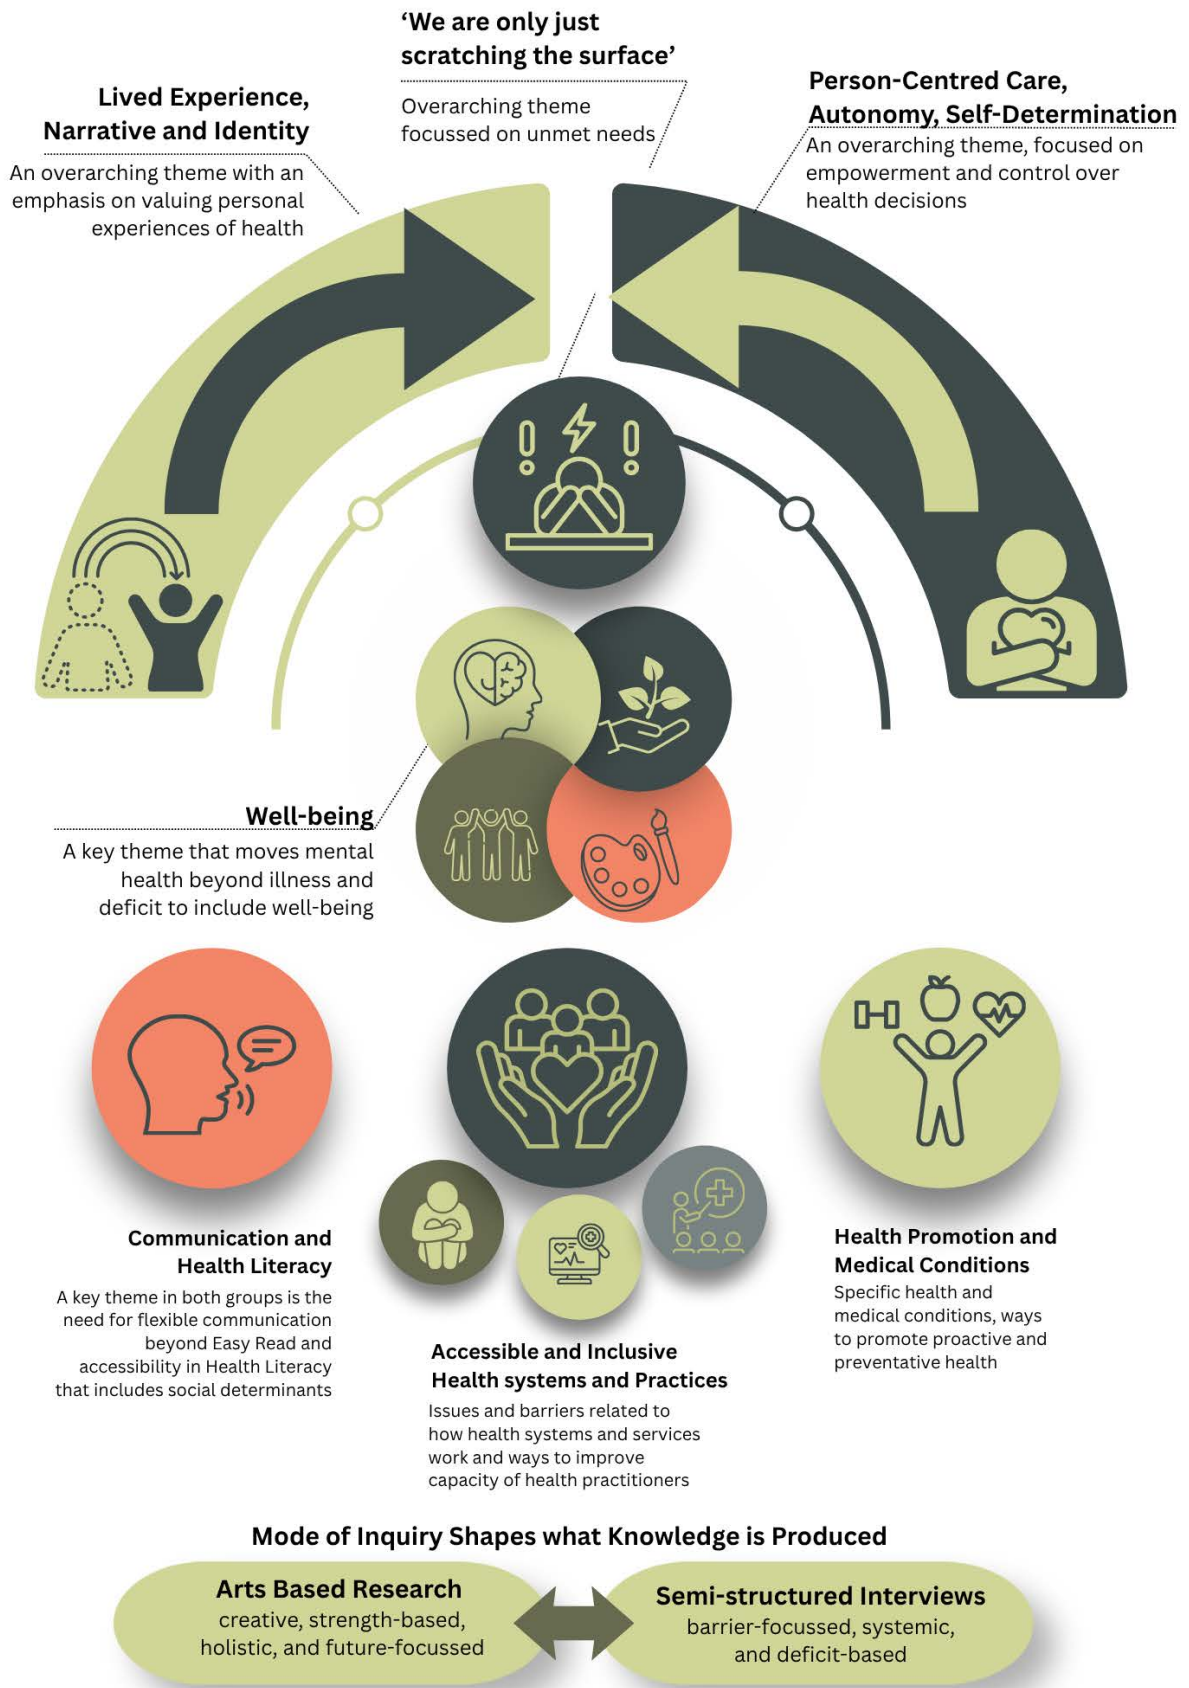 ‘We are only just
scratching the surface’
Overarching theme
focussed on unmet needs
Lived Experience,
Narrative and Identity
An overarching theme with an
emphasis on valuing personal
experiences of health
Person-Centred Care,
Autonomy, Self-Determination
An overarching theme, focused on
empowerment and control over
health decisions
Well-being
A key theme that moves mental
health beyond illness and
deficit to include well-being
Communication and
Health Literacy
A key theme in both groups is the
need for flexible communication
beyond Easy Read and
accessibility in Health Literacy
that includes social determinants
Accessible and Inclusive
Health systems and Practices
Issues and barriers related to
how health systems and services
work and ways to improve
capacity of health practitioners
Health Promotion and
Medical Conditions
Specific health and
medical conditions, ways
to promote proactive and
preventative health
Mode of Inquiry Shapes what Knowledge is Produced
Arts Based Research
creative, strength-based,
holistic, and future-focussed
Semi-structured Interviews
barrier-focussed, systemic,
and deficit-based